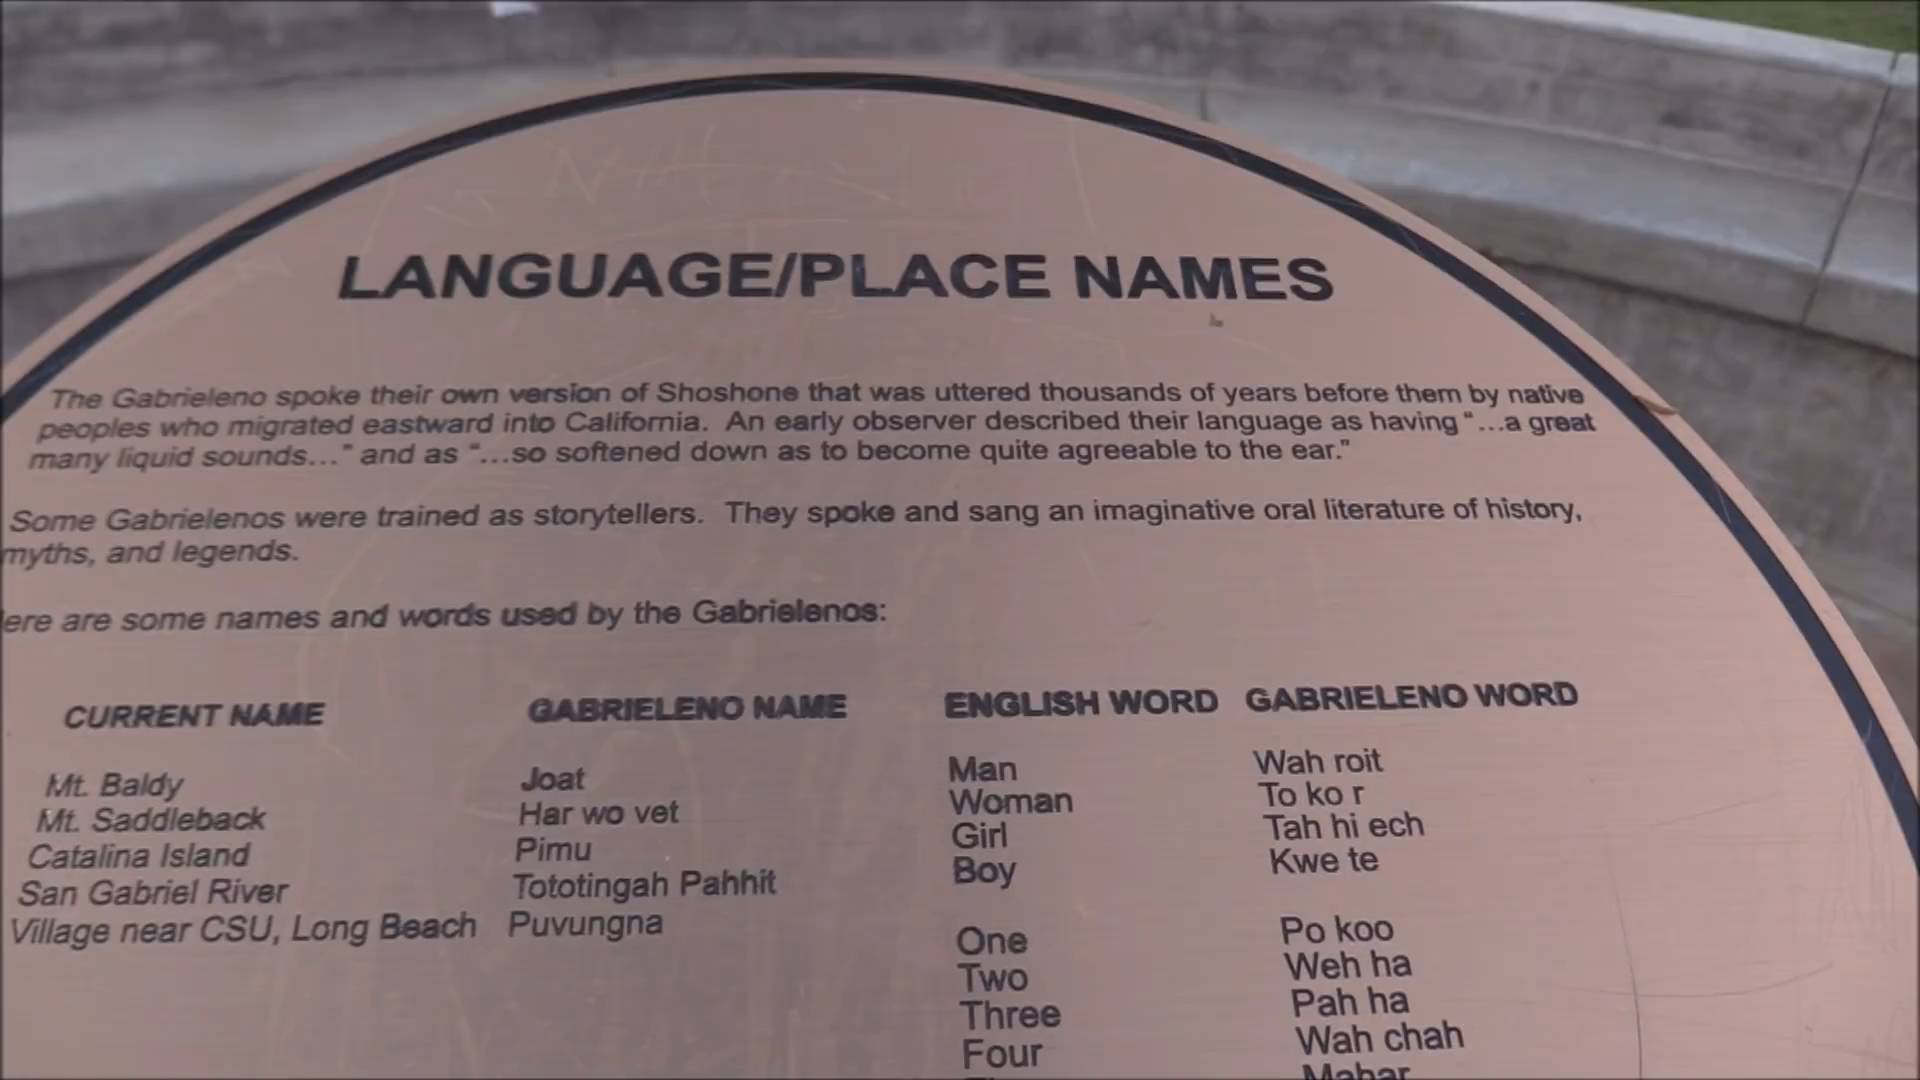 LANGUAGE/PLACE NAMES
The Gabrieleno spoke their own version of Shoshone that was uttered thousands of years before them by native
peoples who migrated eastward into California. An early observer described their language as having "...a great
many liquid sounds..." and as "...so softened down as to become quite agreeable to the ear."
Some Gabrielenos were trained as storytellers. They spoke and sang an imaginative oral literature of history,
myths, and legends.
ere are some names and words used by the Gabrielenos:
CURRENT NAME GABRIELENO NAME
Mt. Baldy Joat
Mt. Saddleback Har wo vet
Catalina Island Pimu
San Gabriel River Tototingah Pahhit
Village near CSU, Long Beach Puvungna
ENGLISH WORD GABRIELENO WORD
Man Wah roit
Woman To ko r
Girl Tah hi ech
Boy Kwe te
One Po koo
Two Weh ha
Three Pah ha
Four Wah chah
Mahar